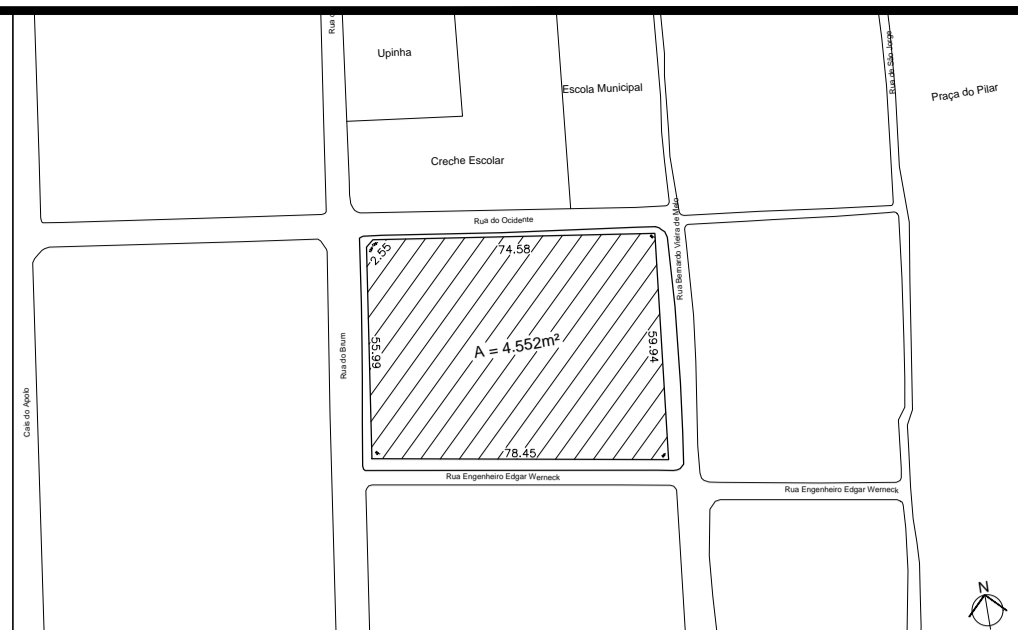 Rua d
Upinha
Escola Municipal
Rua de São Jorge
Praça do Pilar
Creche Escolar
Rua do Ocidente
Rua Bernardo Vieira de Melo
2.55
74.58
A = 4.552m²
55.99
59.94
Rua do Brum
Cais do Apolo
78.45
Rua Engenheiro Edgar Werneck
Rua Engenheiro Edgar Werneck
N